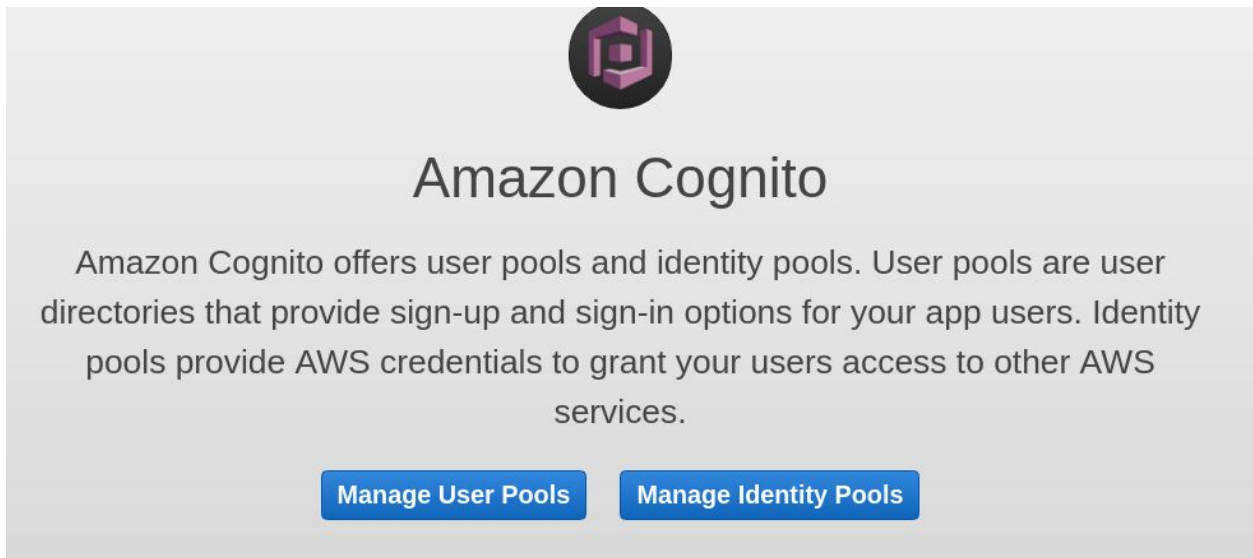 Amazon Cognito
Amazon Cognito offers user pools and identity pools. User pools are user
directories that provide sign-up and sign-in options for your app users. Identity
pools provide AWS credentials to grant your users access to other AWS
services.
Manage User Pools Manage Identity Pools